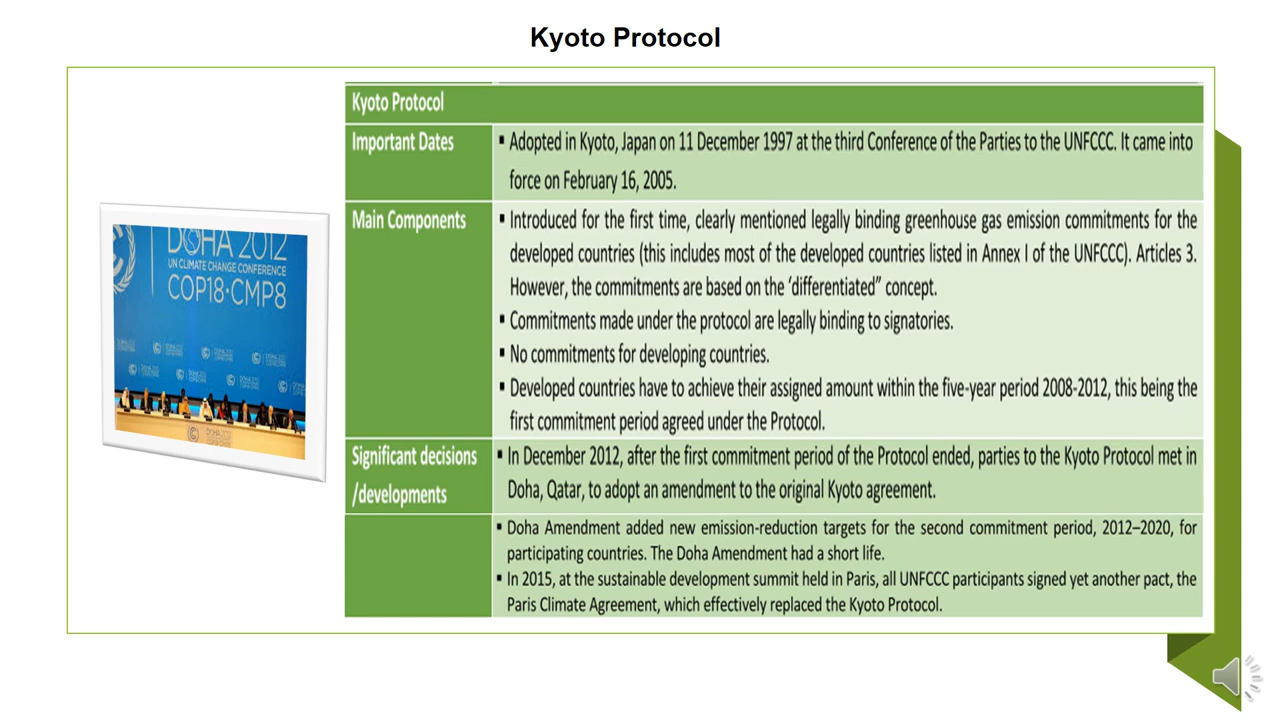 Kyoto Protocol
DOHA 2012
UN CLIMATE CHANGE CONFERENCE
COP18·CMP8
Kyoto Protocol
Important Dates
▪ Adopted in Kyoto, Japan on 11 December 1997 at the third Conference of the Parties to the UNFCCC. It came into
force on February 16, 2005.
Main Components
▪ Introduced for the first time, clearly mentioned legally binding greenhouse gas emission commitments for the
developed countries (this includes most of the developed countries listed in Annex I of the UNFCCC). Articles 3.
However, the commitments are based on the ‘differentiated” concept.
▪ Commitments made under the protocol are legally binding to signatories.
▪ No commitments for developing countries.
▪ Developed countries have to achieve their assigned amount within the five-year period 2008-2012, this being the
first commitment period agreed under the Protocol.
Significant decisions
/developments
▪ In December 2012, after the first commitment period of the Protocol ended, parties to the Kyoto Protocol met in
Doha, Qatar, to adopt an amendment to the original Kyoto agreement.
▪ Doha Amendment added new emission-reduction targets for the second commitment period, 2012–2020, for
participating countries. The Doha Amendment had a short life.
▪ In 2015, at the sustainable development summit held in Paris, all UNFCCC participants signed yet another pact, the
Paris Climate Agreement, which effectively replaced the Kyoto Protocol.